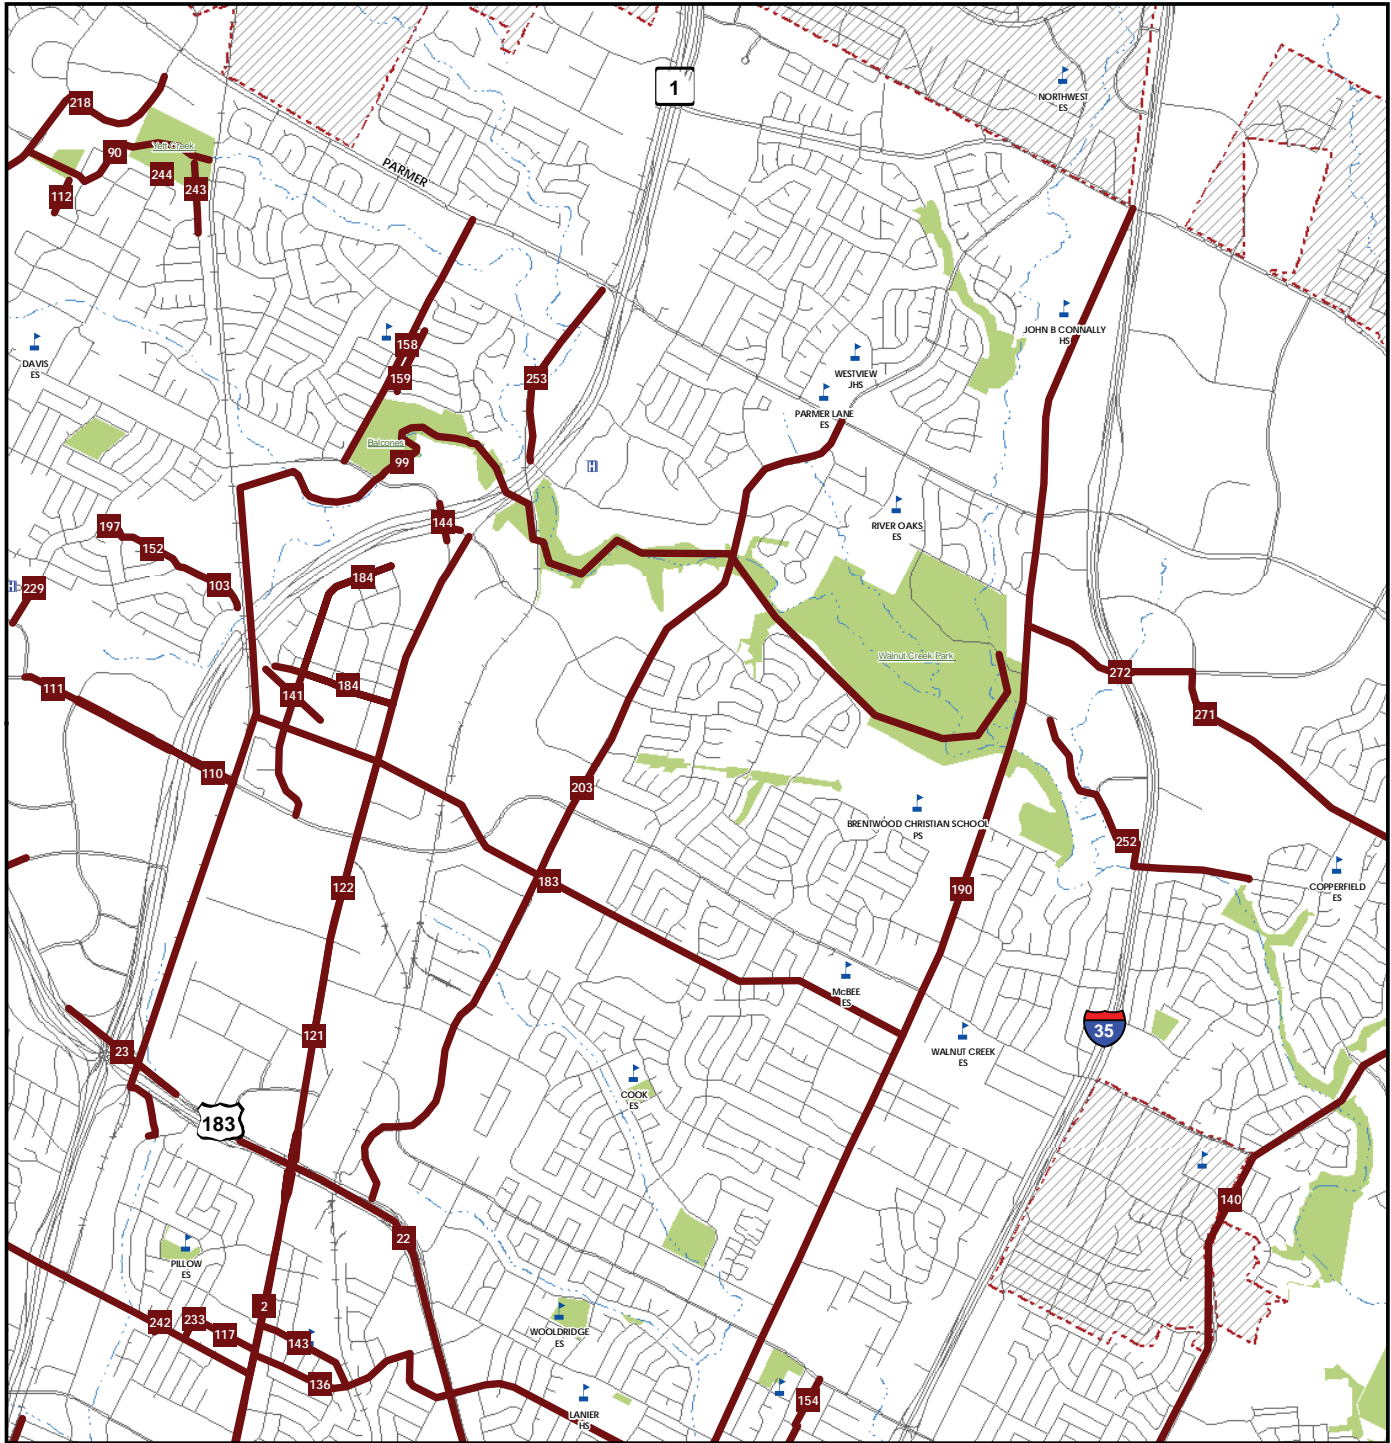 1
NORTHWEST
ES
218
90
Yett Creek
244
243
112
PARMER
JOHN B CONNALLY
HS
158
DAVIS
ES
159
253
WESTVIEW
JHS
PARMER LANE
ES
Balcones
99
H
197
144
RIVER OAKS
ES
152
184
H
229
103
Walnut Creek Park
272
111
184
141
271
110
203
BRENTWOOD CHRISTIAN SCHOOL
PS
252
183
122
190
COPPERFIELD
ES
McBEE
ES
121
35
WALNUT CREEK
ES
23
COOK
ES
183
140
22
PILLOW
ES
2
242
233
117
143
WOOLDRIDGE
ES
136
154
LANIER
HS